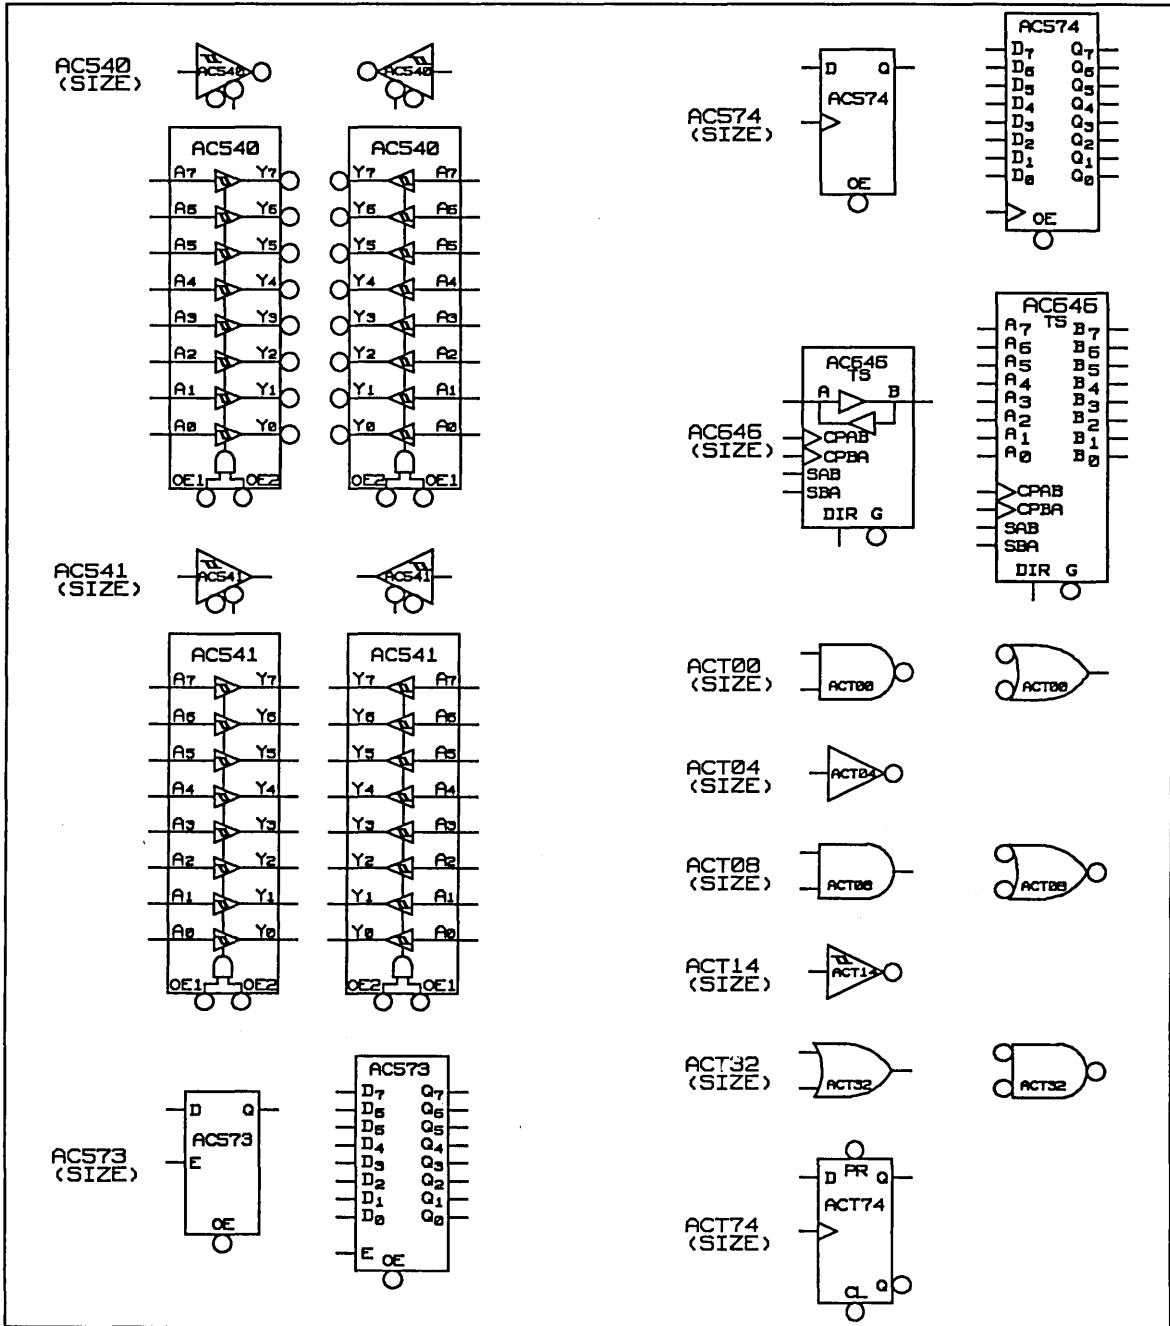 AC540
(SIZE)
AC540
AC540
AC540
A7 Y7
A6 Y6
A5 Y5
A4 Y4
A3 Y3
A2 Y2
A1 Y1
A0 Y0
OE1 OE2
AC540
Y7 A7
Y6 A6
Y5 A5
Y4 A4
Y3 A3
Y2 A2
Y1 A1
Y0 A0
OE2 OE1
AC541
(SIZE)
AC541
AC541
AC541
A7 Y7
A6 Y6
A5 Y5
A4 Y4
A3 Y3
A2 Y2
A1 Y1
A0 Y0
OE1 OE2
AC541
Y7 A7
Y6 A6
Y5 A5
Y4 A4
Y3 A3
Y2 A2
Y1 A1
Y0 A0
OE2 OE1
AC573
(SIZE)
D Q
AC573
E
OE
AC573
D7 Q7
D6 Q6
D5 Q5
D4 Q4
D3 Q3
D2 Q2
D1 Q1
D0 Q0
E OE
AC574
(SIZE)
D Q
AC574
OE
AC574
D7 Q7
D6 Q6
D5 Q5
D4 Q4
D3 Q3
D2 Q2
D1 Q1
D0 Q0
OE
AC646
(SIZE)
AC646
TS
A B
CPAB
CPBA
SAB
SBA
DIR G
AC646
TS
A7 B7
A6 B6
A5 B5
A4 B4
A3 B3
A2 B2
A1 B1
A0 B0
CPAB
CPBA
SAB
SBA
DIR G
ACT00
(SIZE)
ACT00
ACT00
ACT04
(SIZE)
ACT04
ACT08
(SIZE)
ACT08
ACT08
ACT14
(SIZE)
ACT14
ACT32
(SIZE)
ACT32
ACT32
ACT74
(SIZE)
PR
D Q
ACT74
Q
CL